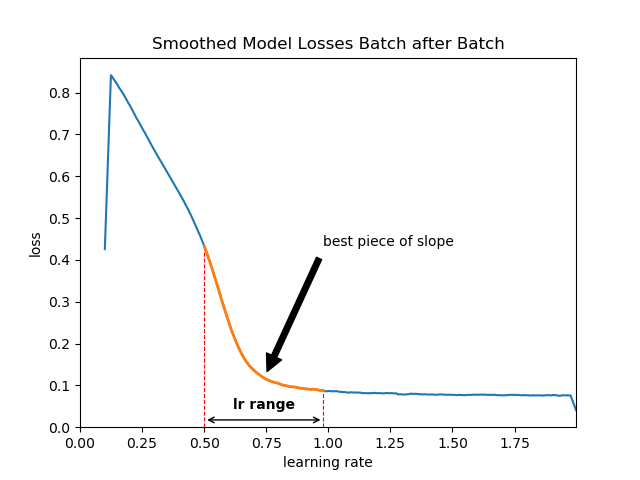 Smoothed Model Losses Batch after Batch
0.8
0.7
0.6
0.5
0.4
0.3
0.2
0.1
0.0
loss
best piece of slope
lr range
0.00 0.25 0.50 0.75 1.00 1.25 1.50 1.75
learning rate